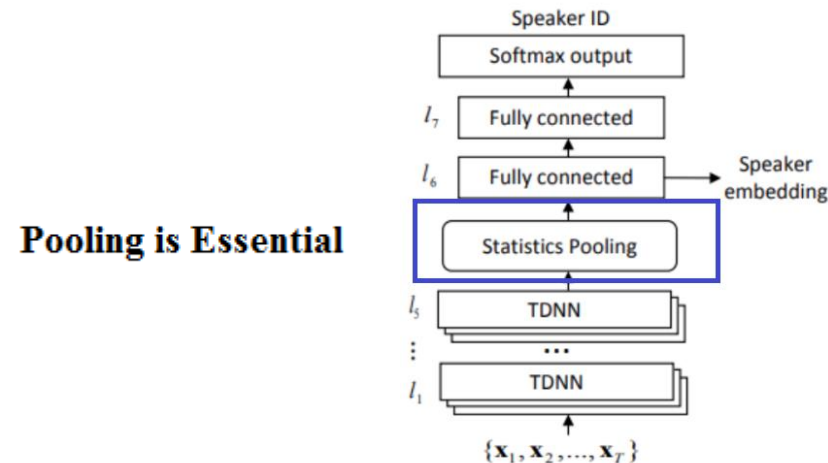 Speaker ID
Softmax output
l₇ Fully connected
l₆ Fully connected
Speaker
embedding
Pooling is Essential
Statistics Pooling
l₅ TDNN
⋮ ...
l₁ TDNN
{x₁, x₂, ..., x_T}